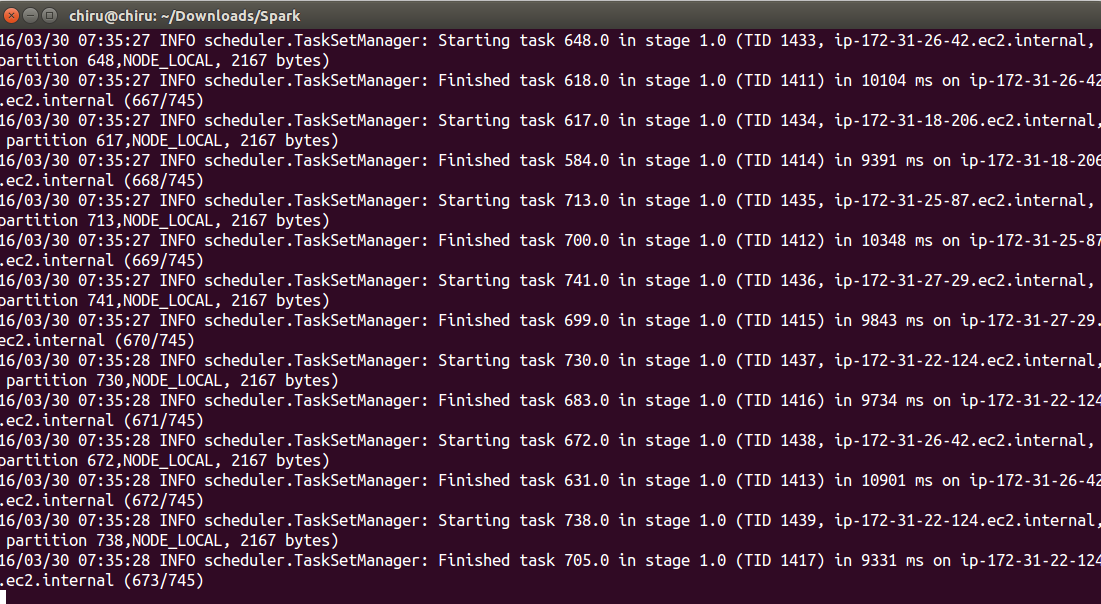 chiru@chiru: ~/Downloads/Spark
16/03/30 07:35:27 INFO scheduler.TaskSetManager: Starting task 648.0 in stage 1.0 (TID 1433, ip-172-31-26-42.ec2.internal,
partition 648,NODE_LOCAL, 2167 bytes)
16/03/30 07:35:27 INFO scheduler.TaskSetManager: Finished task 618.0 in stage 1.0 (TID 1411) in 10104 ms on ip-172-31-26-42
.ec2.internal (667/745)
16/03/30 07:35:27 INFO scheduler.TaskSetManager: Starting task 617.0 in stage 1.0 (TID 1434, ip-172-31-18-206.ec2.internal,
partition 617,NODE_LOCAL, 2167 bytes)
16/03/30 07:35:27 INFO scheduler.TaskSetManager: Finished task 584.0 in stage 1.0 (TID 1414) in 9391 ms on ip-172-31-18-206
.ec2.internal (668/745)
16/03/30 07:35:27 INFO scheduler.TaskSetManager: Starting task 713.0 in stage 1.0 (TID 1435, ip-172-31-25-87.ec2.internal,
partition 713,NODE_LOCAL, 2167 bytes)
16/03/30 07:35:27 INFO scheduler.TaskSetManager: Finished task 700.0 in stage 1.0 (TID 1412) in 10348 ms on ip-172-31-25-87
.ec2.internal (669/745)
16/03/30 07:35:27 INFO scheduler.TaskSetManager: Starting task 741.0 in stage 1.0 (TID 1436, ip-172-31-27-29.ec2.internal,
partition 741,NODE_LOCAL, 2167 bytes)
16/03/30 07:35:27 INFO scheduler.TaskSetManager: Finished task 699.0 in stage 1.0 (TID 1415) in 9843 ms on ip-172-31-27-29.
ec2.internal (670/745)
16/03/30 07:35:28 INFO scheduler.TaskSetManager: Starting task 730.0 in stage 1.0 (TID 1437, ip-172-31-22-124.ec2.internal,
partition 730,NODE_LOCAL, 2167 bytes)
16/03/30 07:35:28 INFO scheduler.TaskSetManager: Finished task 683.0 in stage 1.0 (TID 1416) in 9734 ms on ip-172-31-22-124
.ec2.internal (671/745)
16/03/30 07:35:28 INFO scheduler.TaskSetManager: Starting task 672.0 in stage 1.0 (TID 1438, ip-172-31-26-42.ec2.internal,
partition 672,NODE_LOCAL, 2167 bytes)
16/03/30 07:35:28 INFO scheduler.TaskSetManager: Finished task 631.0 in stage 1.0 (TID 1413) in 10901 ms on ip-172-31-26-42
.ec2.internal (672/745)
16/03/30 07:35:28 INFO scheduler.TaskSetManager: Starting task 738.0 in stage 1.0 (TID 1439, ip-172-31-22-124.ec2.internal,
partition 738,NODE_LOCAL, 2167 bytes)
16/03/30 07:35:28 INFO scheduler.TaskSetManager: Finished task 705.0 in stage 1.0 (TID 1417) in 9331 ms on ip-172-31-22-124
.ec2.internal (673/745)